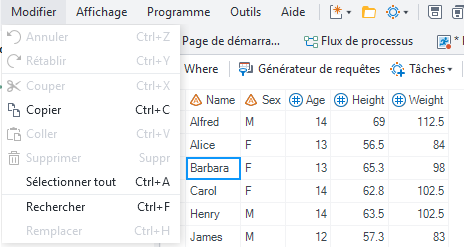 Modifier Affichage Programme Outils Aide
Annuler Ctrl+Z
Rétablir Ctrl+Y
Couper Ctrl+X
Copier Ctrl+C
Coller Ctrl+V
Supprimer Suppr
Sélectionner tout Ctrl+A
Rechercher Ctrl+F
Remplacer Ctrl+H
Page de démarra... Flux de processus *
Where Générateur de requêtes Tâches
Name Sex Age Height Weight
Alfred M 14 69 112.5
Alice F 13 56.5 84
Barbara F 13 65.3 98
Carol F 14 62.8 102.5
Henry M 14 63.5 102.5
James M 12 57.3 83